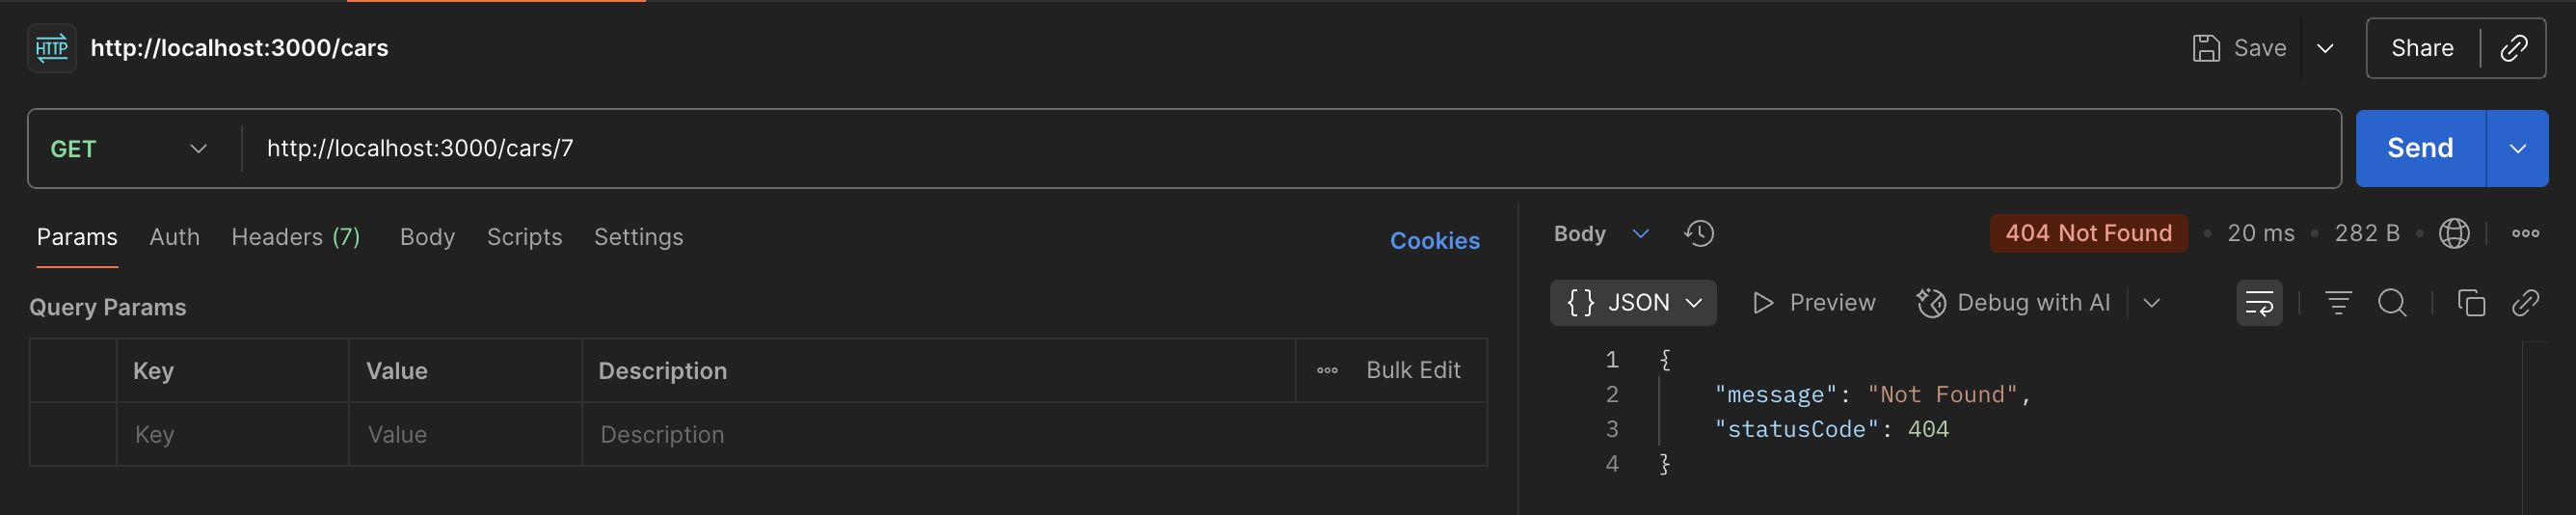 HTTP http://localhost:3000/cars Save Share
GET http://localhost:3000/cars/7 Send
Params Auth Headers (7) Body Scripts Settings Cookies
Query Params
Key Value Description Bulk Edit
Key Value Description
Body 404 Not Found 20 ms 282 B
{ } JSON Preview Debug with AI
1 {
2 "message": "Not Found",
3 "statusCode": 404
4 }